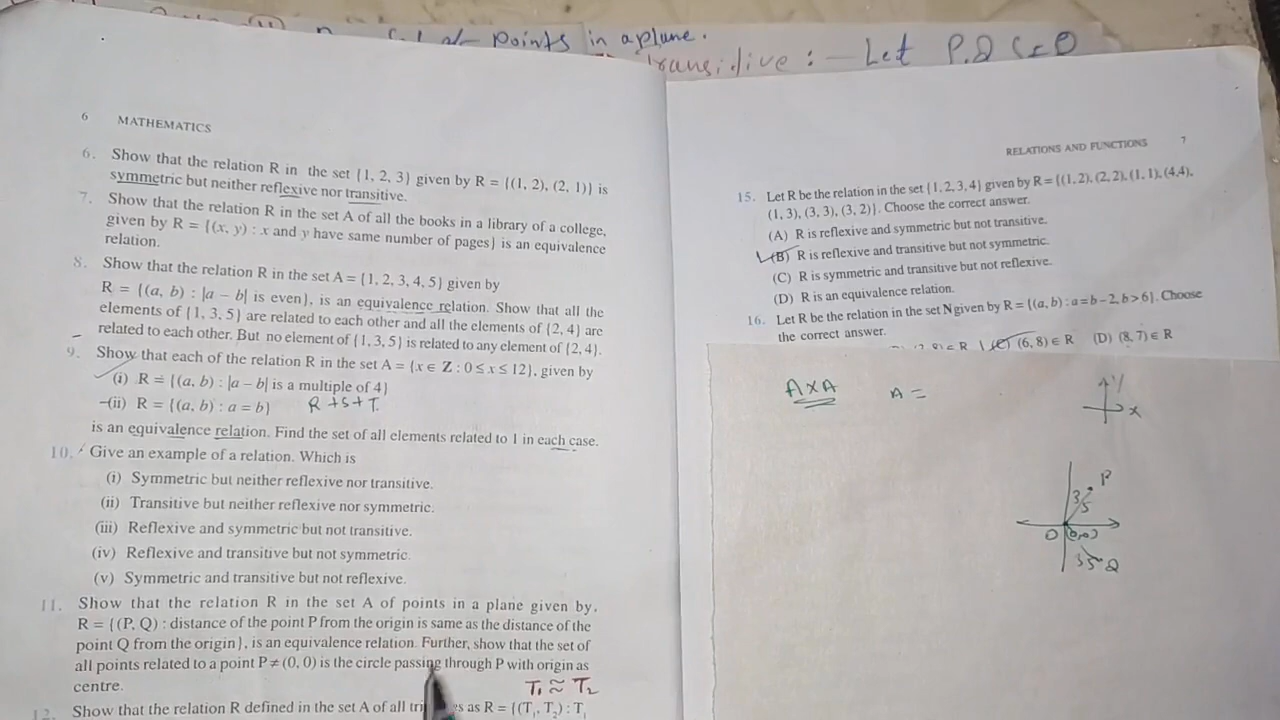 points in a plane.
transitive :- Let P, Q
6 MATHEMATICS
6. Show that the relation R in the set {1, 2, 3} given by R = {(1, 2), (2, 1)} is
symmetric but neither reflexive nor transitive.
7. Show that the relation R in the set A of all the books in a library of a college,
given by R = {(x, y) : x and y have same number of pages} is an equivalence
relation.
8. Show that the relation R in the set A = {1, 2, 3, 4, 5} given by
R = {(a, b) : |a – b| is even}, is an equivalence relation. Show that all the
elements of {1, 3, 5} are related to each other and all the elements of {2, 4} are
related to each other. But no element of {1, 3, 5} is related to any element of {2, 4}.
9. Show that each of the relation R in the set A = {x ∈ Z : 0 ≤ x ≤ 12}, given by
(i) R = {(a, b) : |a – b| is a multiple of 4}
(ii) R = {(a, b) : a = b} R + S + T.
is an equivalence relation. Find the set of all elements related to 1 in each case.
10. Give an example of a relation. Which is
(i) Symmetric but neither reflexive nor transitive.
(ii) Transitive but neither reflexive nor symmetric.
(iii) Reflexive and symmetric but not transitive.
(iv) Reflexive and transitive but not symmetric.
(v) Symmetric and transitive but not reflexive.
11. Show that the relation R in the set A of points in a plane given by
R = {(P, Q) : distance of the point P from the origin is same as the distance of the
point Q from the origin}, is an equivalence relation. Further, show that the set of
all points related to a point P ≠ (0, 0) is the circle passing through P with origin as
centre.
T₁ ≈ T₂
12. Show that the relation R defined in the set A of all as R = {(T₁, T₂) : T₁
RELATIONS AND FUNCTIONS 7
15. Let R be the relation in the set {1, 2, 3, 4} given by R = {(1, 2), (2, 2), (1, 1), (4,4),
(1, 3), (3, 3), (3, 2)}. Choose the correct answer.
(A) R is reflexive and symmetric but not transitive.
(B) R is reflexive and transitive but not symmetric.
(C) R is symmetric and transitive but not reflexive.
(D) R is an equivalence relation.
16. Let R be the relation in the set N given by R = {(a, b) : a = b – 2, b > 6}. Choose
the correct answer.
8) ∈ R (C) (6, 8) ∈ R (D) (8, 7) ∈ R
A×A A =
Y
X
P
35
O (0,0)
35 Q